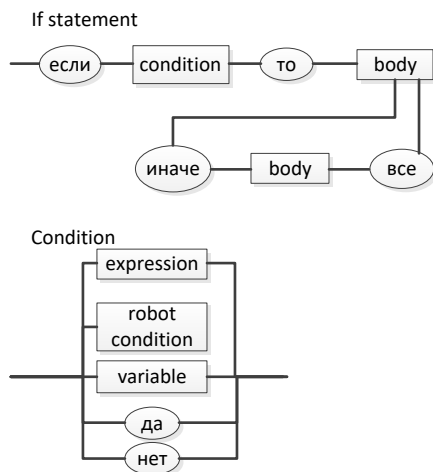 If statement
если condition то body
иначе body все
Condition
expression
robot
condition
variable
да
нет